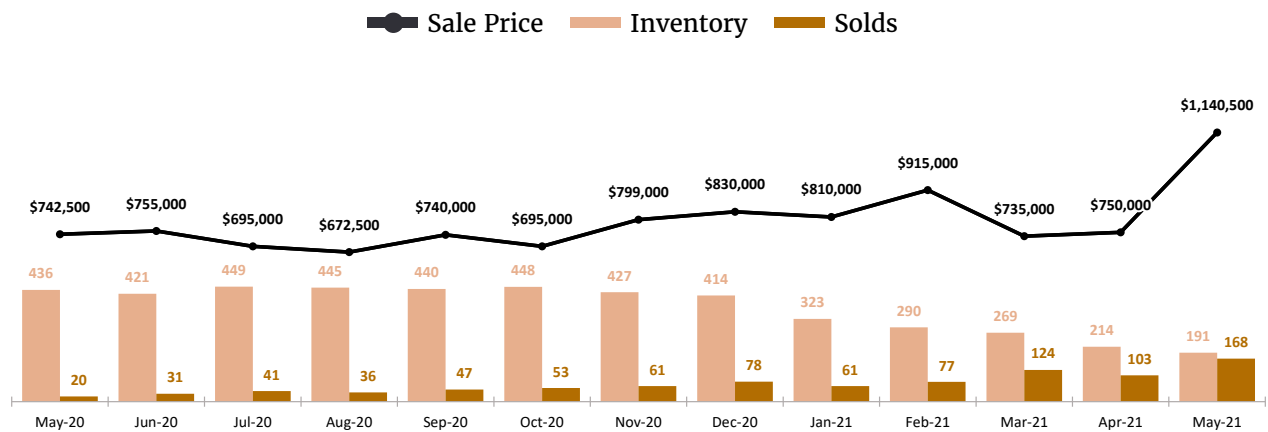 Sale Price Inventory Solds
$1,140,500
$915,000
$830,000
$799,000 $810,000
$742,500 $755,000 $740,000 $735,000 $750,000
$695,000 $672,500 $695,000
436 421 449 445 440 448 427 414 323 290 269 214 191
20 31 41 36 47 53 61 78 61 77 124 103 168
May-20 Jun-20 Jul-20 Aug-20 Sep-20 Oct-20 Nov-20 Dec-20 Jan-21 Feb-21 Mar-21 Apr-21 May-21